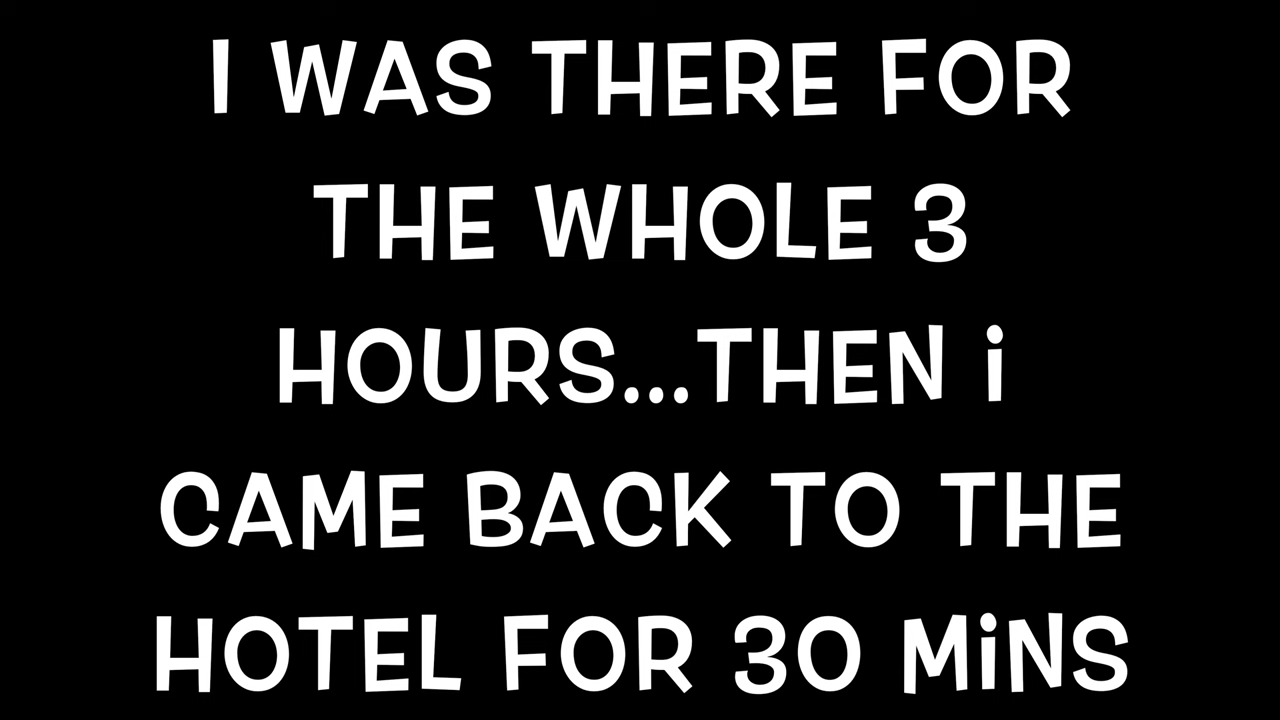 I WAS THERE FOR
THE WHOLE 3
HOURS...THEN i
CAME BACK TO THE
HOTEL FOR 30 MiNS